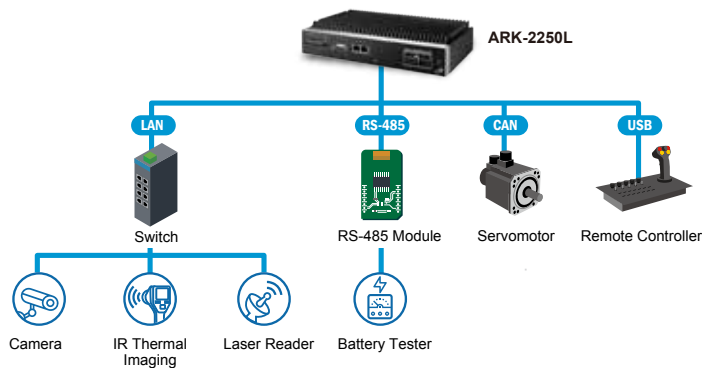 ARK-2250L
LAN
RS-485
CAN
USB
Switch
RS-485 Module
Servomotor
Remote Controller
Camera
IR Thermal
Imaging
Laser Reader
Battery Tester